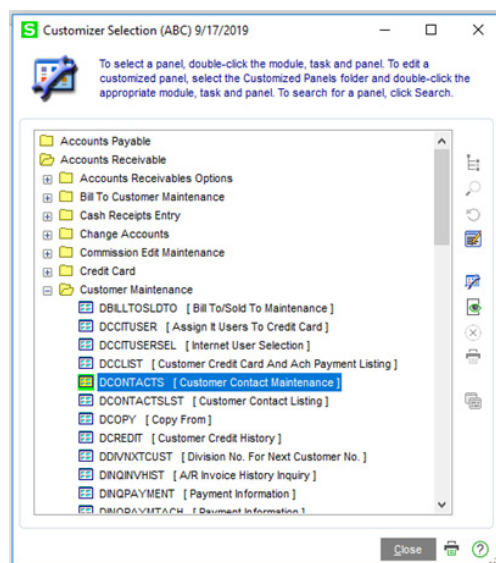 S Customizer Selection (ABC) 9/17/2019
To select a panel, double-click the module, task and panel. To edit a
customized panel, select the Customized Panels folder and double-click the
appropriate module, task and panel. To search for a panel, click Search.
Accounts Payable
Accounts Receivable
Accounts Receivables Options
Bill To Customer Maintenance
Cash Receipts Entry
Change Accounts
Commission Edit Maintenance
Credit Card
Customer Maintenance
DBILLTOSLDTO [ Bill To/Sold To Maintenance ]
DCCITUSER [ Assign It Users To Credit Card ]
DCCITUSERSEL [ Internet User Selection ]
DCCLIST [ Customer Credit Card And Ach Payment Listing ]
DCONTACTS [ Customer Contact Maintenance ]
DCONTACTSLST [ Customer Contact Listing ]
DCOPY [ Copy From ]
DCREDIT [ Customer Credit History ]
DDIVNXTCUST [ Division No. For Next Customer No. ]
DINQINVHIST [ A/R Invoice History Inquiry ]
DINQPAYMENT [ Payment Information ]
DINQPAYMTACH [ Payment Information ]
Close